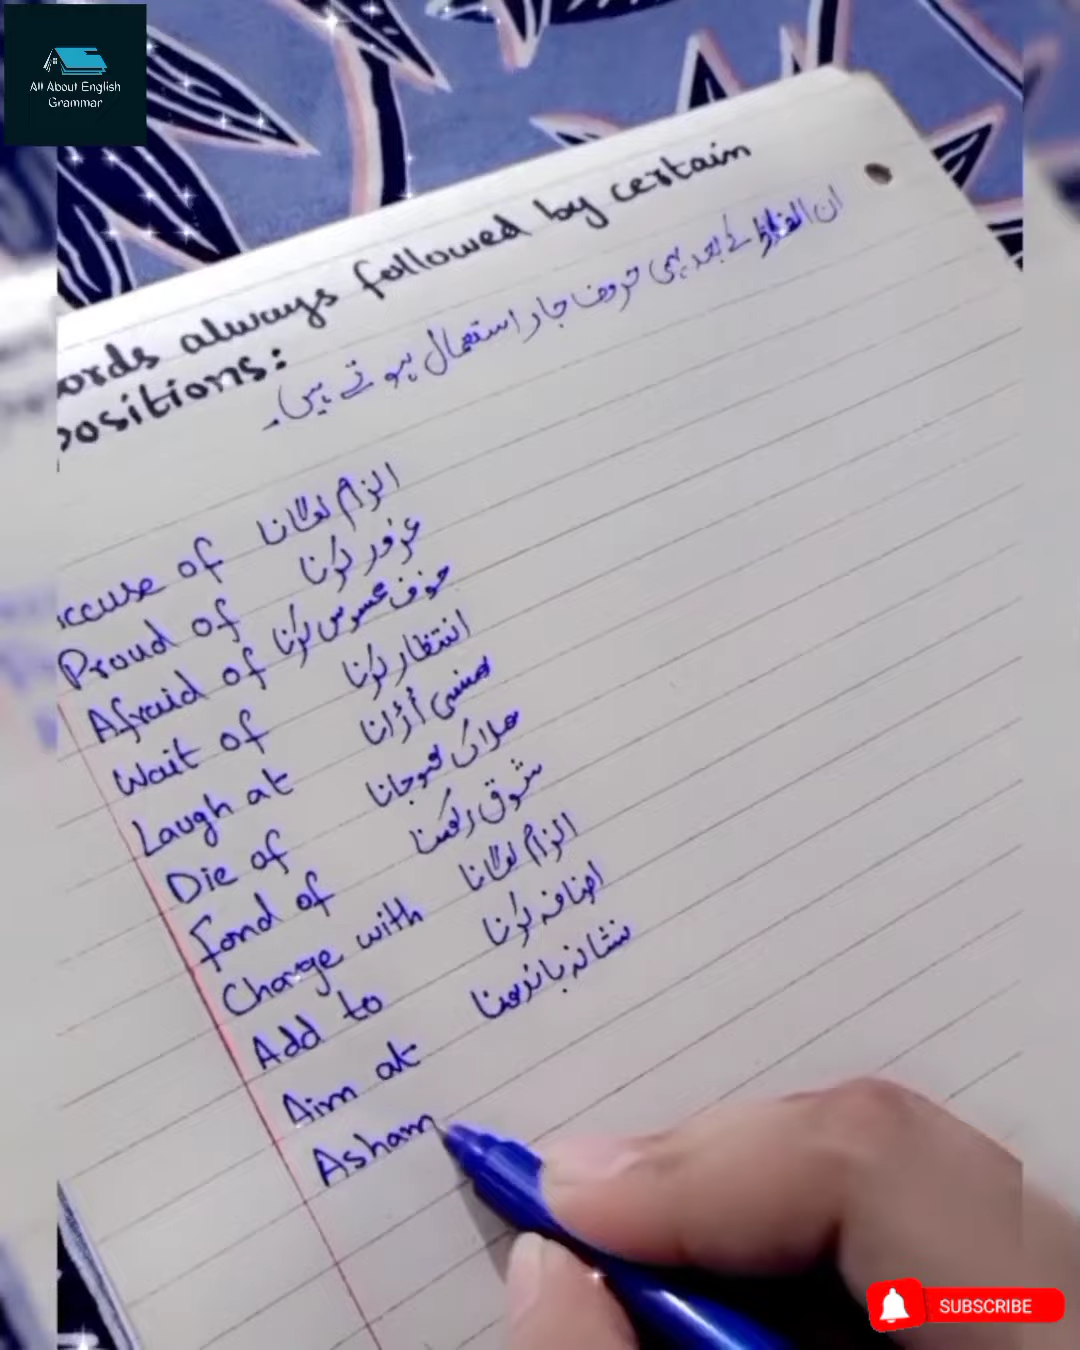 All About English
Grammar
ords always followed by certain
positions:
ان الفاظ کے بعد یہی حروف جار استعمال ہوتے ہیں۔
ccuse of الزام لگانا
Proud of غرور کرنا
Afraid of خوف محسوس کرنا
Wait of انتظار کرنا
Laugh at ہنسی اُڑانا
Die of ہلاک ہوجانا
fond of شوق رکھنا
Charge with الزام لگانا
Add to اضافہ کرنا
Aim at نشانہ باندھنا
Asham
SUBSCRIBE